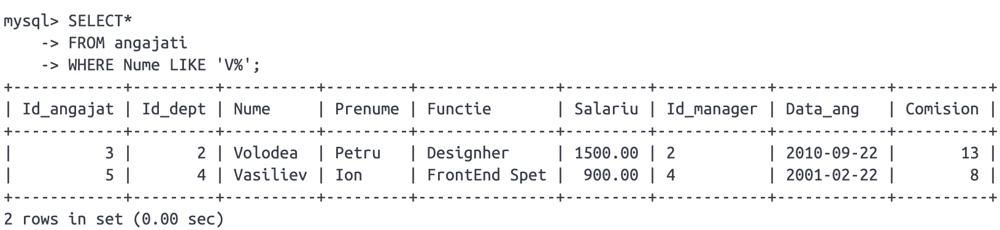 mysql> SELECT*
    -> FROM angajati
    -> WHERE Nume LIKE 'V%';
+------------+---------+----------+---------+---------------+---------+------------+------------+----------+
| Id_angajat | Id_dept | Nume     | Prenume | Functie       | Salariu | Id_manager | Data_ang   | Comision |
+------------+---------+----------+---------+---------------+---------+------------+------------+----------+
|          3 |       2 | Volodea  | Petru   | Designher     | 1500.00 | 2          | 2010-09-22 |       13 |
|          5 |       4 | Vasiliev | Ion     | FrontEnd Spet |  900.00 | 4          | 2001-02-22 |        8 |
+------------+---------+----------+---------+---------------+---------+------------+------------+----------+
2 rows in set (0.00 sec)